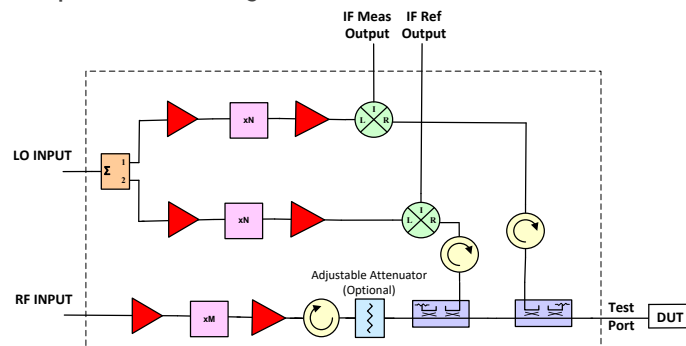 IF Meas
Output
IF Ref
Output
LO INPUT
Σ
1
2
xN
L
I
R
xN
L
I
R
Adjustable Attenuator
(Optional)
RF INPUT
xM
Test
Port
DUT